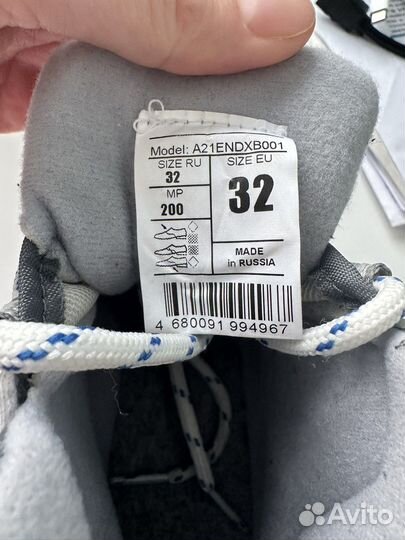 Model: A21ENDXB001
SIZE RU
32
MP
200
SIZE EU
32
MADE
in RUSSIA
4 680091 994967
Avito